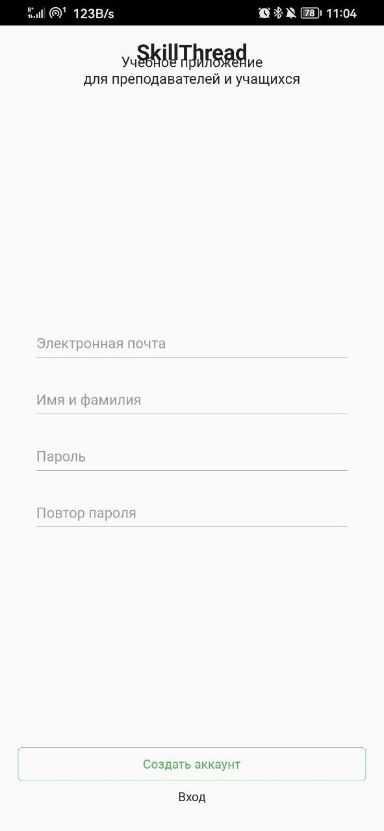 123B/s
78
11:04
SkillThread
Учебное приложение
для преподавателей и учащихся
Электронная почта
Имя и фамилия
Пароль
Повтор пароля
Создать аккаунт
Вход